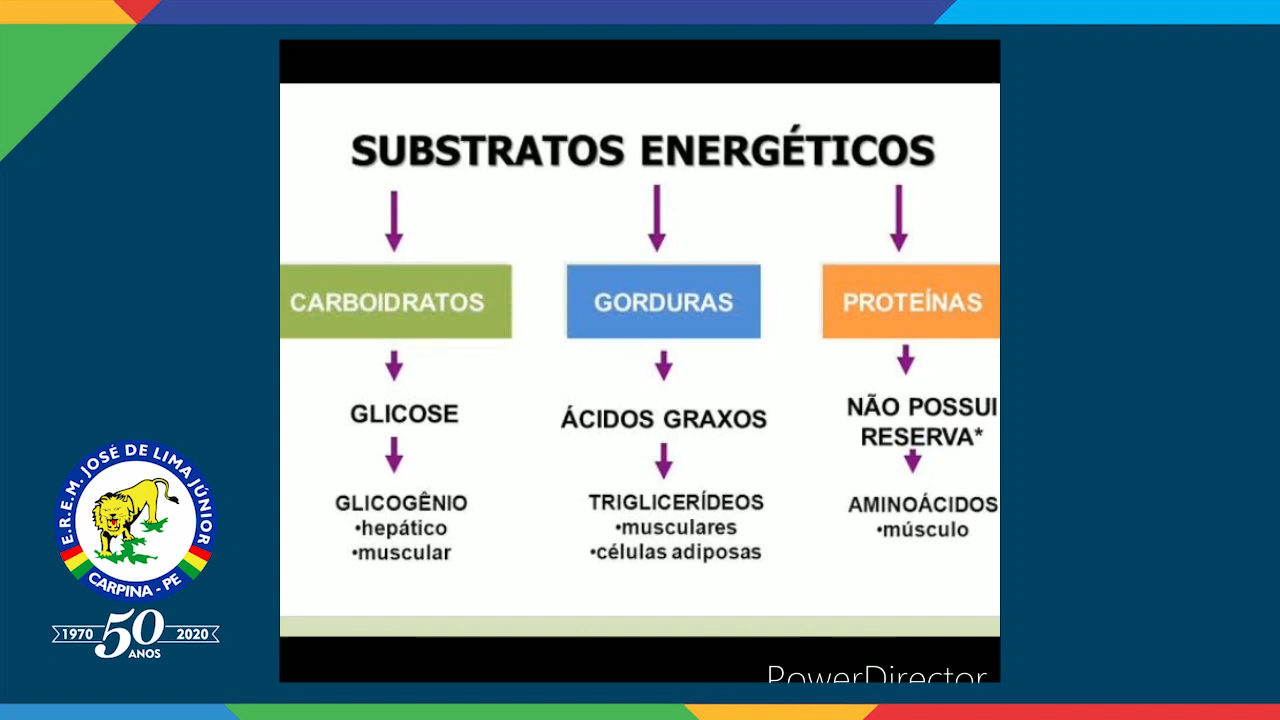 SUBSTRATOS ENERGÉTICOS
CARBOIDRATOS
GORDURAS
PROTEÍNAS
GLICOSE
ÁCIDOS GRAXOS
NÃO POSSUI
RESERVA*
GLICOGÊNIO
•hepático
•muscular
TRIGLICERÍDEOS
•musculares
•células adiposas
AMINOÁCIDOS
•músculo
E.R.E.M. JOSÉ DE LIMA JÚNIOR
CARPINA - PE
1970 50 2020
ANOS
PowerDirector